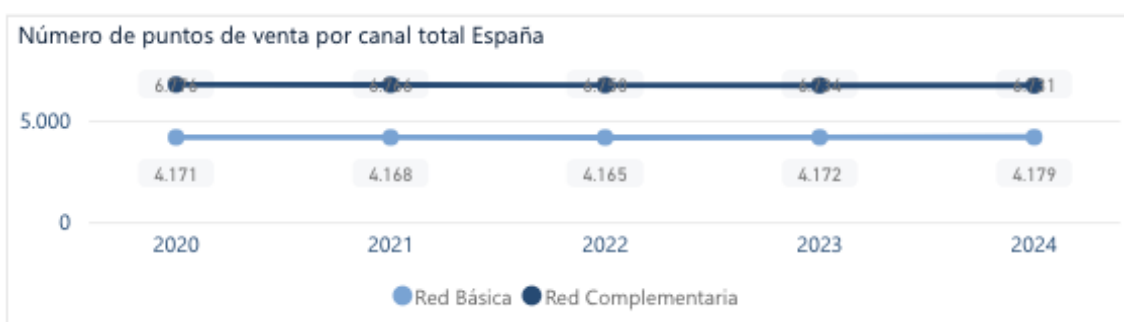 Número de puntos de venta por canal total España
5.000
4.171 4.168 4.165 4.172 4.179
0
2020 2021 2022 2023 2024
Red Básica Red Complementaria